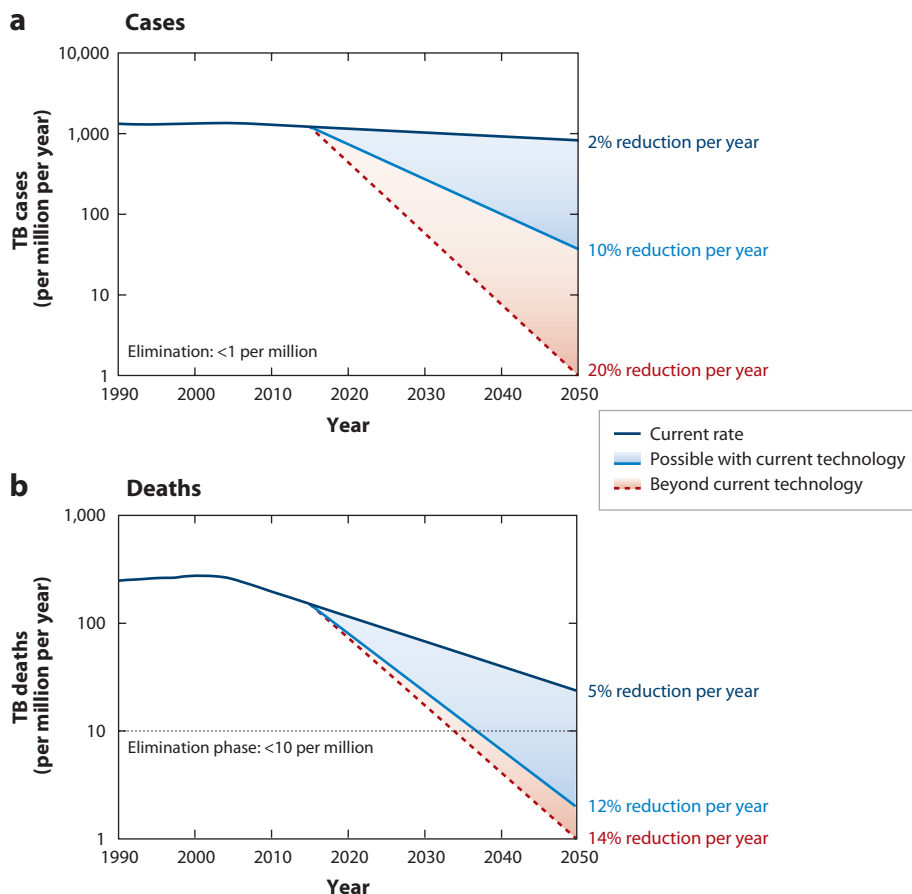 a Cases
10,000
1,000
100
10
1
TB cases
(per million per year)
Elimination: <1 per million
2% reduction per year
10% reduction per year
20% reduction per year
1990 2000 2010 2020 2030 2040 2050
Year
Current rate
Possible with current technology
Beyond current technology
b Deaths
1,000
100
10
1
TB deaths
(per million per year)
Elimination phase: <10 per million
5% reduction per year
12% reduction per year
14% reduction per year
1990 2000 2010 2020 2030 2040 2050
Year